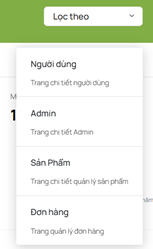 Lọc theo
Người dùng
Trang chi tiết người dùng
Admin
Trang chi tiết Admin
Sản Phẩm
Trang chi tiết quản lý sản phẩm
Đơn hàng
Trang quản lý đơn hàng